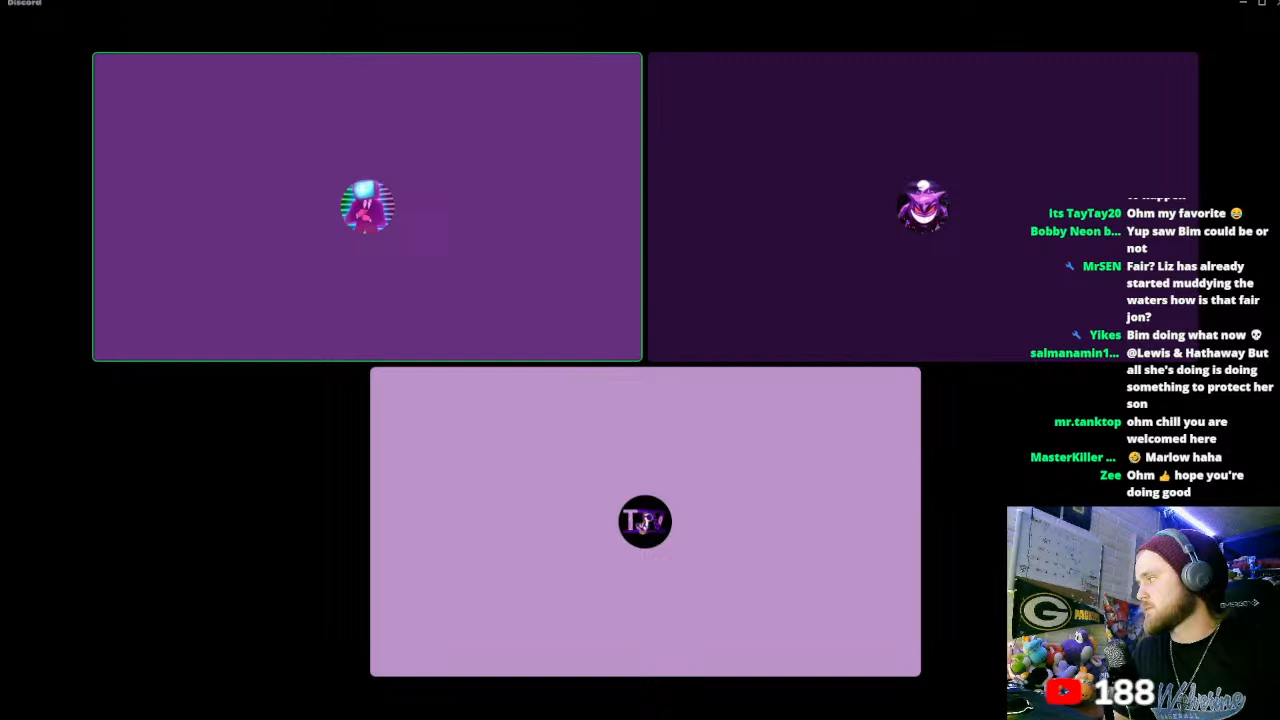 Discord
Its TayTay20 Ohm my favorite 😂
Bobby Neon b... Yup saw Bim could be or
not
MrSEN Fair? Liz has already
started muddying the
waters how is that fair
jon?
Yikes Bim doing what now 💀
salmanamin1... @Lewis & Hathaway But
all she's doing is doing
something to protect her
son
mr.tanktop ohm chill you are
welcomed here
MasterKiller ... 🤣 Marlow haha
Zee Ohm 👍 hope you're
doing good
G
PACKERS
188
Wolverine
BASEBALL